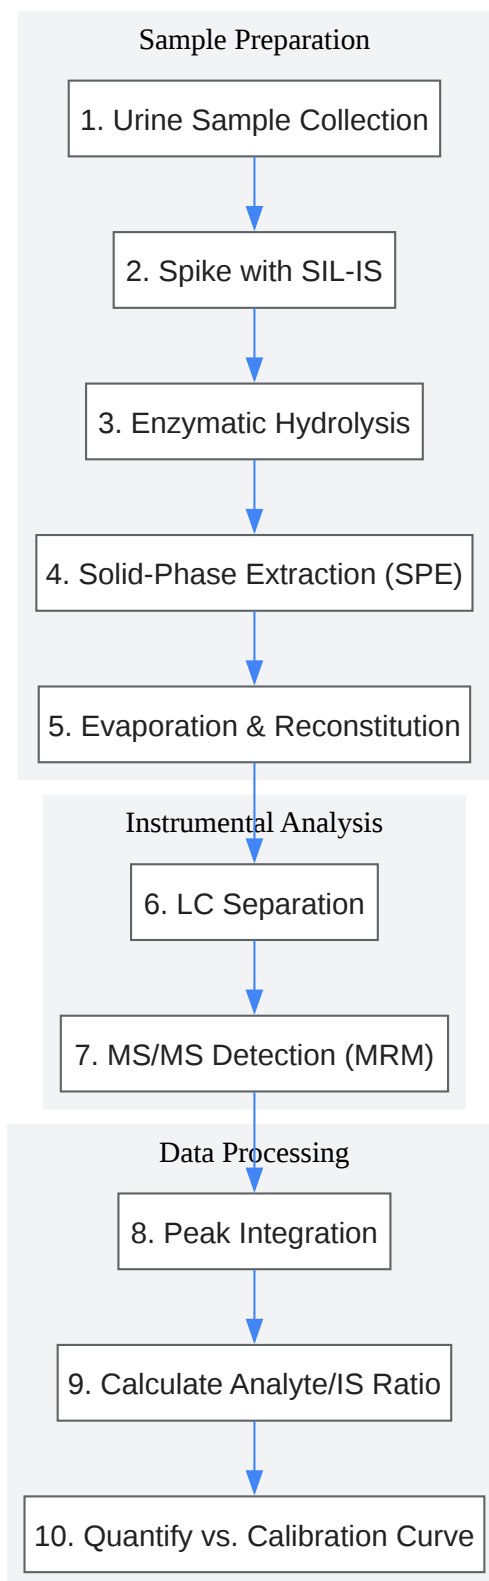 Sample Preparation
1. Urine Sample Collection
2. Spike with SIL-IS
3. Enzymatic Hydrolysis
4. Solid-Phase Extraction (SPE)
5. Evaporation & Reconstitution
Instrumental Analysis
6. LC Separation
7. MS/MS Detection (MRM)
Data Processing
8. Peak Integration
9. Calculate Analyte/IS Ratio
10. Quantify vs. Calibration Curve